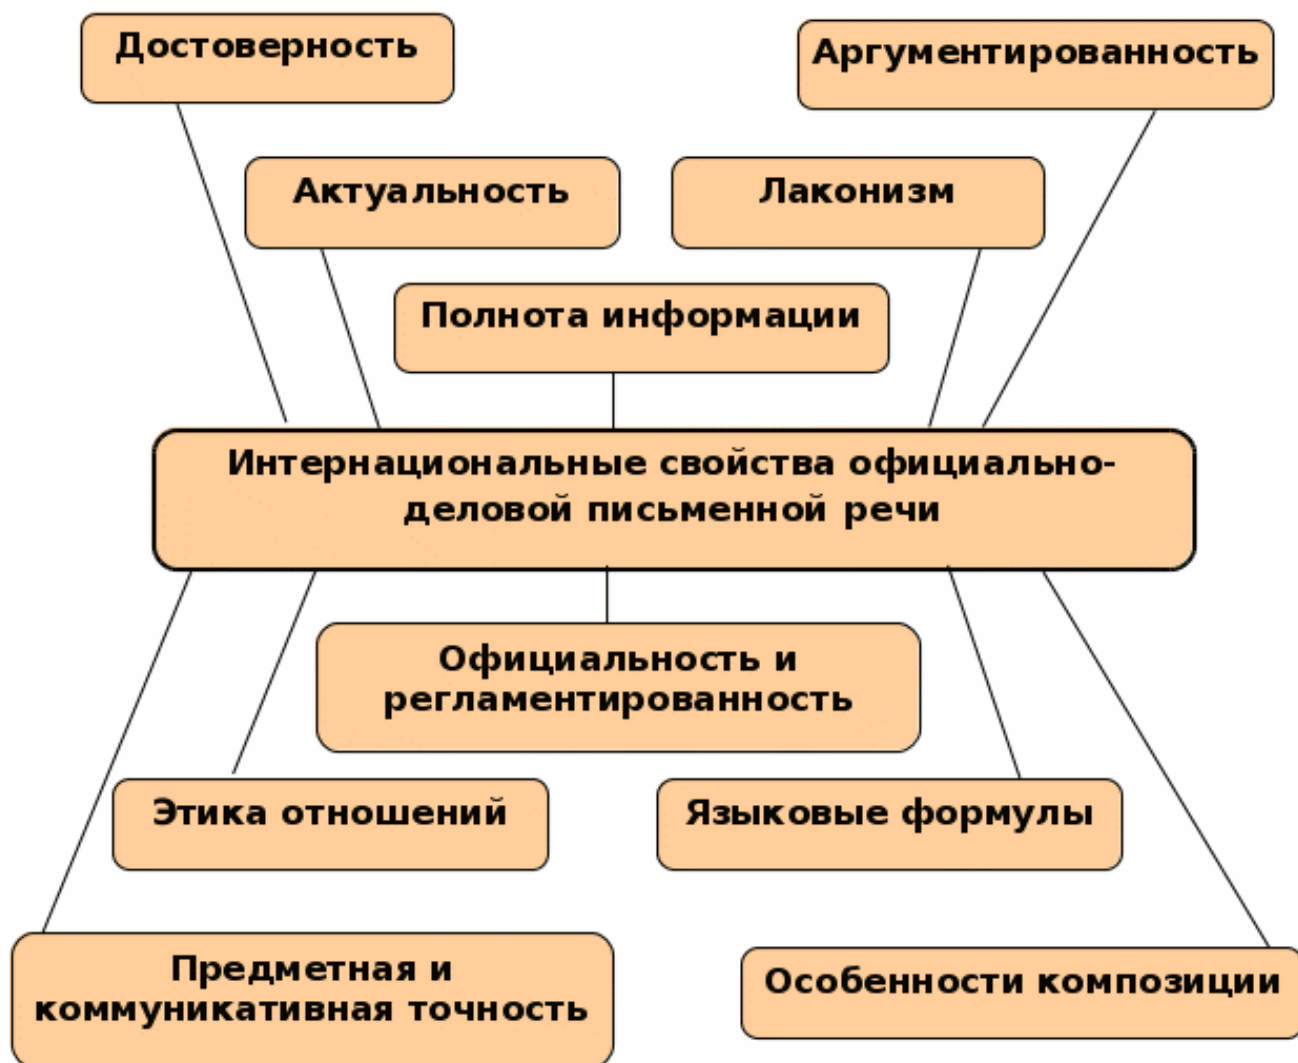 Достоверность
Аргументированность
Актуальность
Лаконизм
Полнота информации
Интернациональные свойства официально-
деловой письменной речи
Официальность и
регламентированность
Этика отношений
Языковые формулы
Предметная и
коммуникативная точность
Особенности композиции